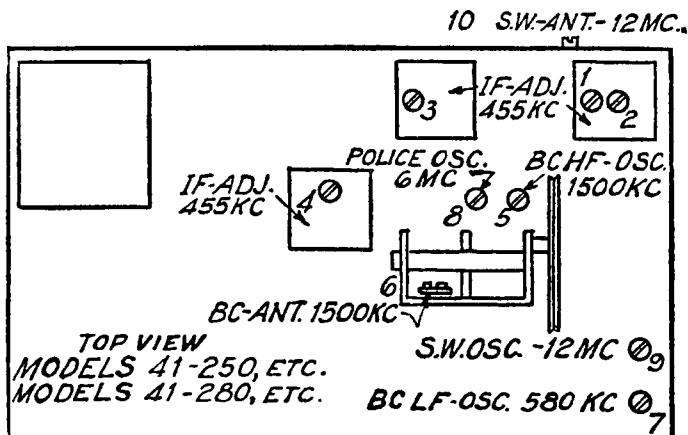 10 S.W.-ANT.-12MC.
IF-ADJ.
455KC
1
2
3
POLICE OSC.
6 MC
BC HF-OSC.
1500KC
IF-ADJ.
455KC
4
8
5
6
BC-ANT. 1500KC
TOP VIEW
MODELS 41-250, ETC.
MODELS 41-280, ETC.
S.W.OSC. -12MC
9
BC LF-OSC. 580 KC
7